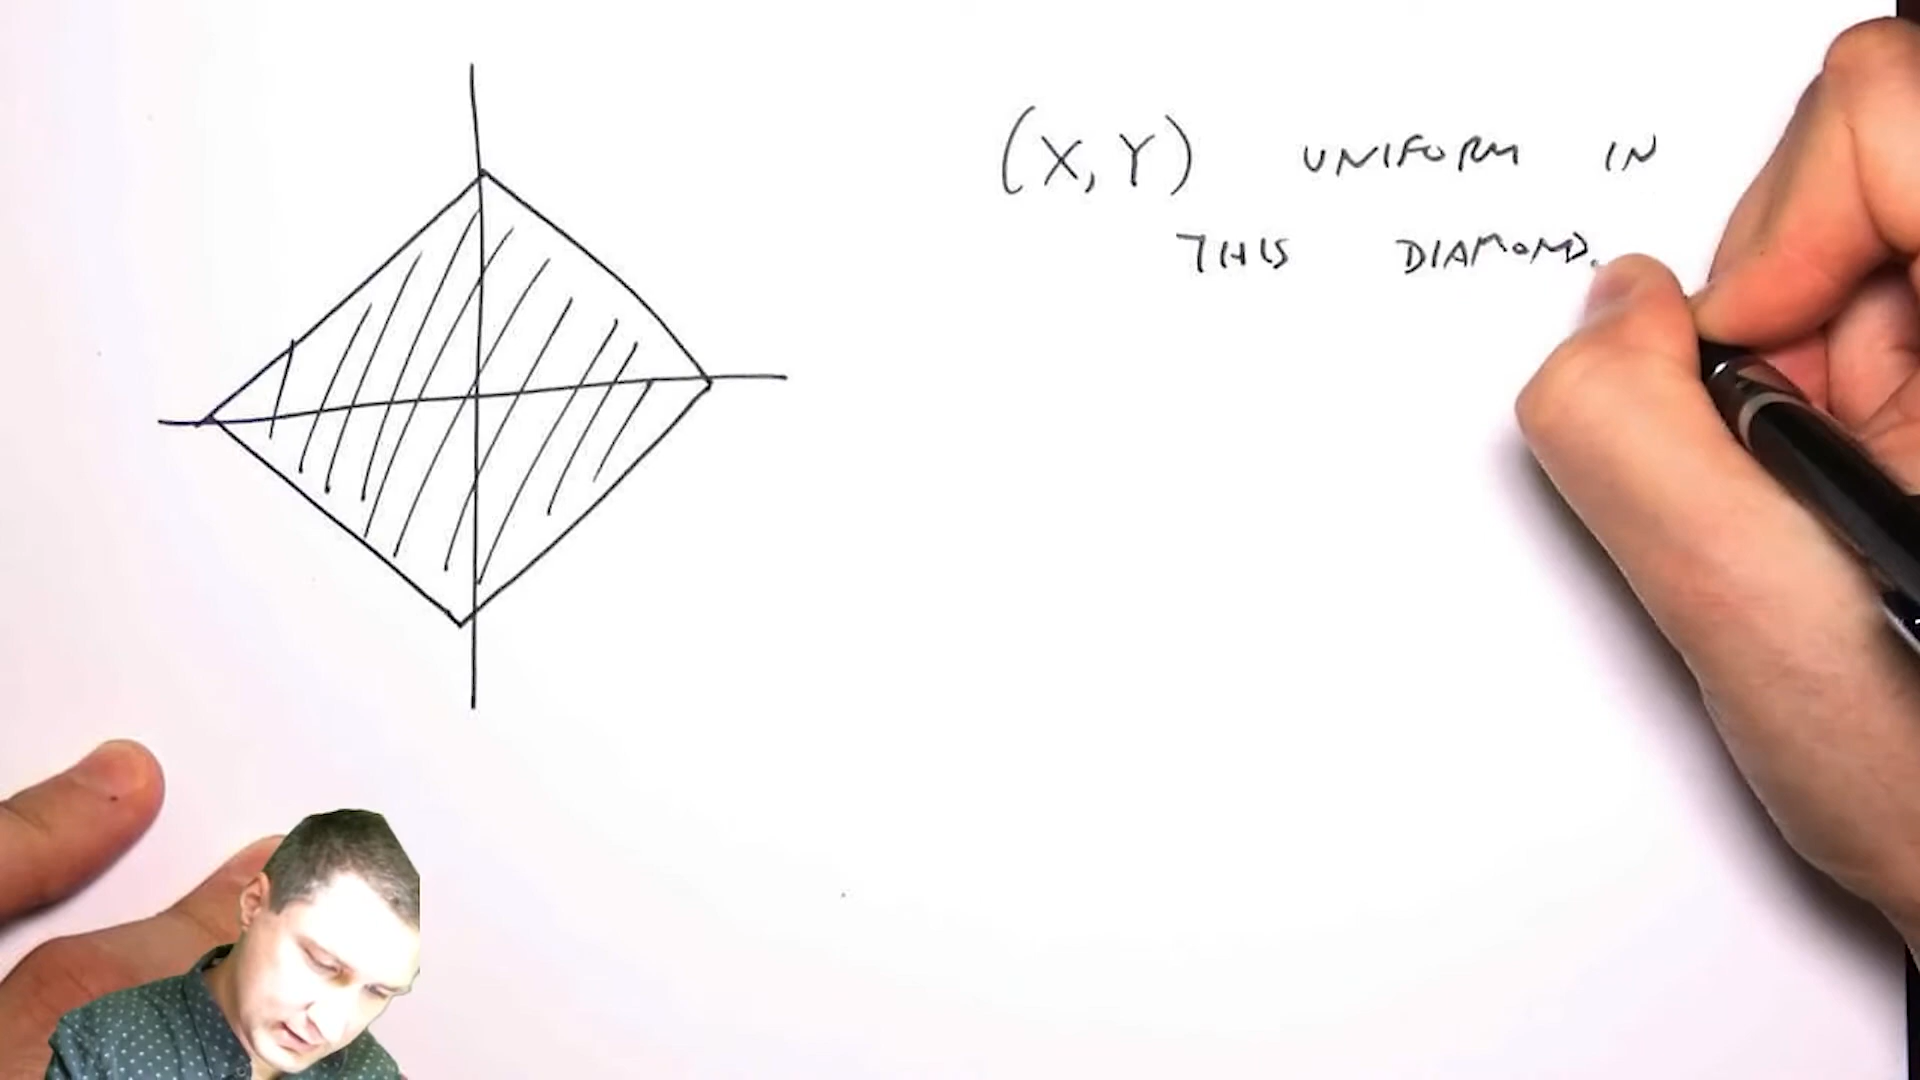 (X, Y) UNIFORM IN
THIS DIAMOND.